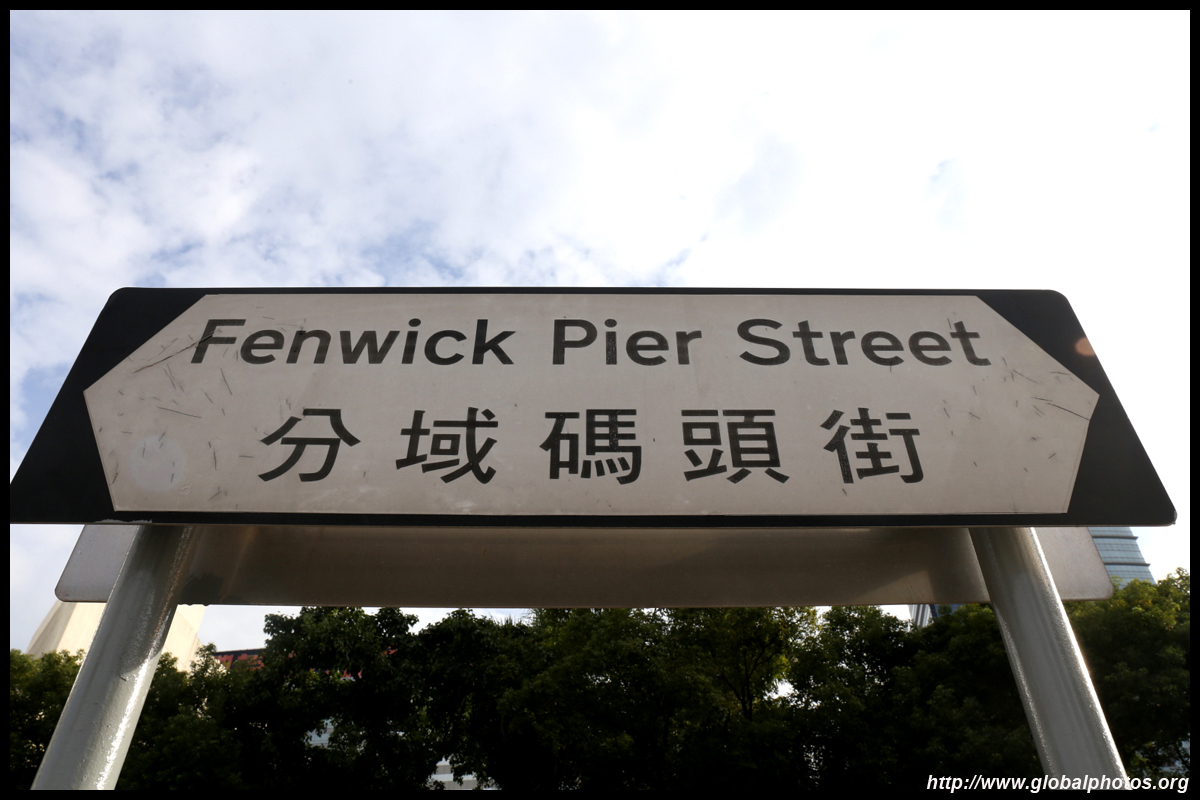 Fenwick Pier Street
分域碼頭街
http://www.globalphotos.org